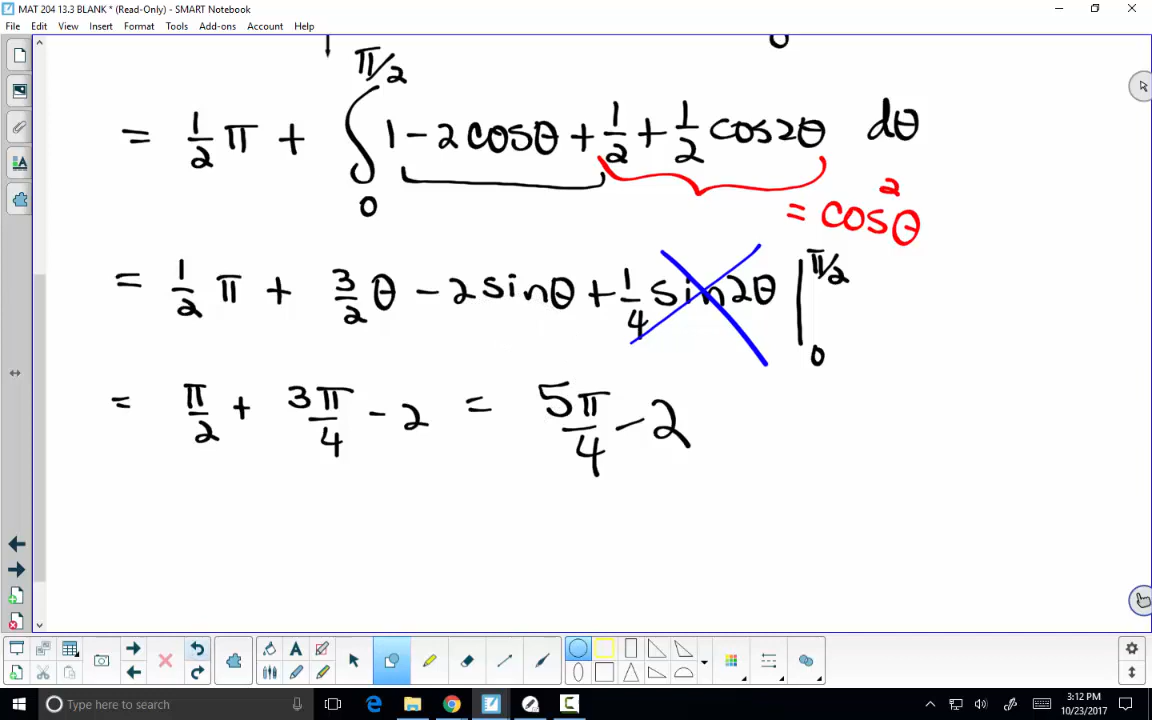 MAT 204 13.3 BLANK * (Read-Only) - SMART Notebook
File Edit View Insert Format Tools Add-ons Account Help
= 1/2 π + ∫_0^{π/2} 1 - 2cosθ + 1/2 + 1/2 cos2θ dθ
= cos²θ
= 1/2 π + 3/2 θ - 2sinθ + 1/4 sin2θ |_0^{π/2}
= π/2 + 3π/4 - 2 = 5π/4 - 2
Type here to search
3:12 PM
10/23/2017